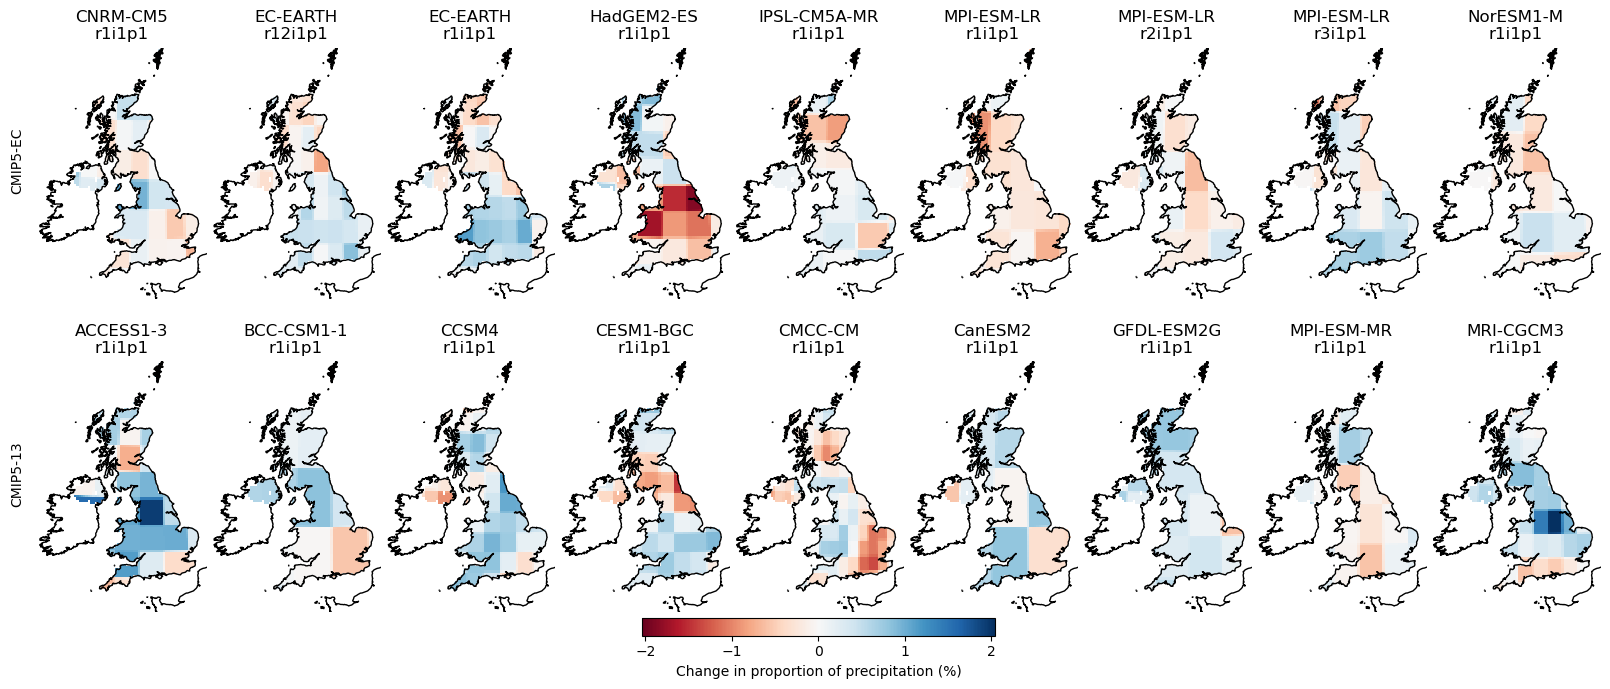 CNRM-CM5 EC-EARTH EC-EARTH HadGEM2-ES IPSL-CM5A-MR MPI-ESM-LR MPI-ESM-LR MPI-ESM-LR NorESM1-M
r1i1p1 r12i1p1 r1i1p1 r1i1p1 r1i1p1 r1i1p1 r2i1p1 r3i1p1 r1i1p1
CMIP5-EC
ACCESS1-3 BCC-CSM1-1 CCSM4 CESM1-BGC CMCC-CM CanESM2 GFDL-ESM2G MPI-ESM-MR MRI-CGCM3
r1i1p1 r1i1p1 r1i1p1 r1i1p1 r1i1p1 r1i1p1 r1i1p1 r1i1p1 r1i1p1
CMIP5-13
−2 −1 0 1 2
Change in proportion of precipitation (%)